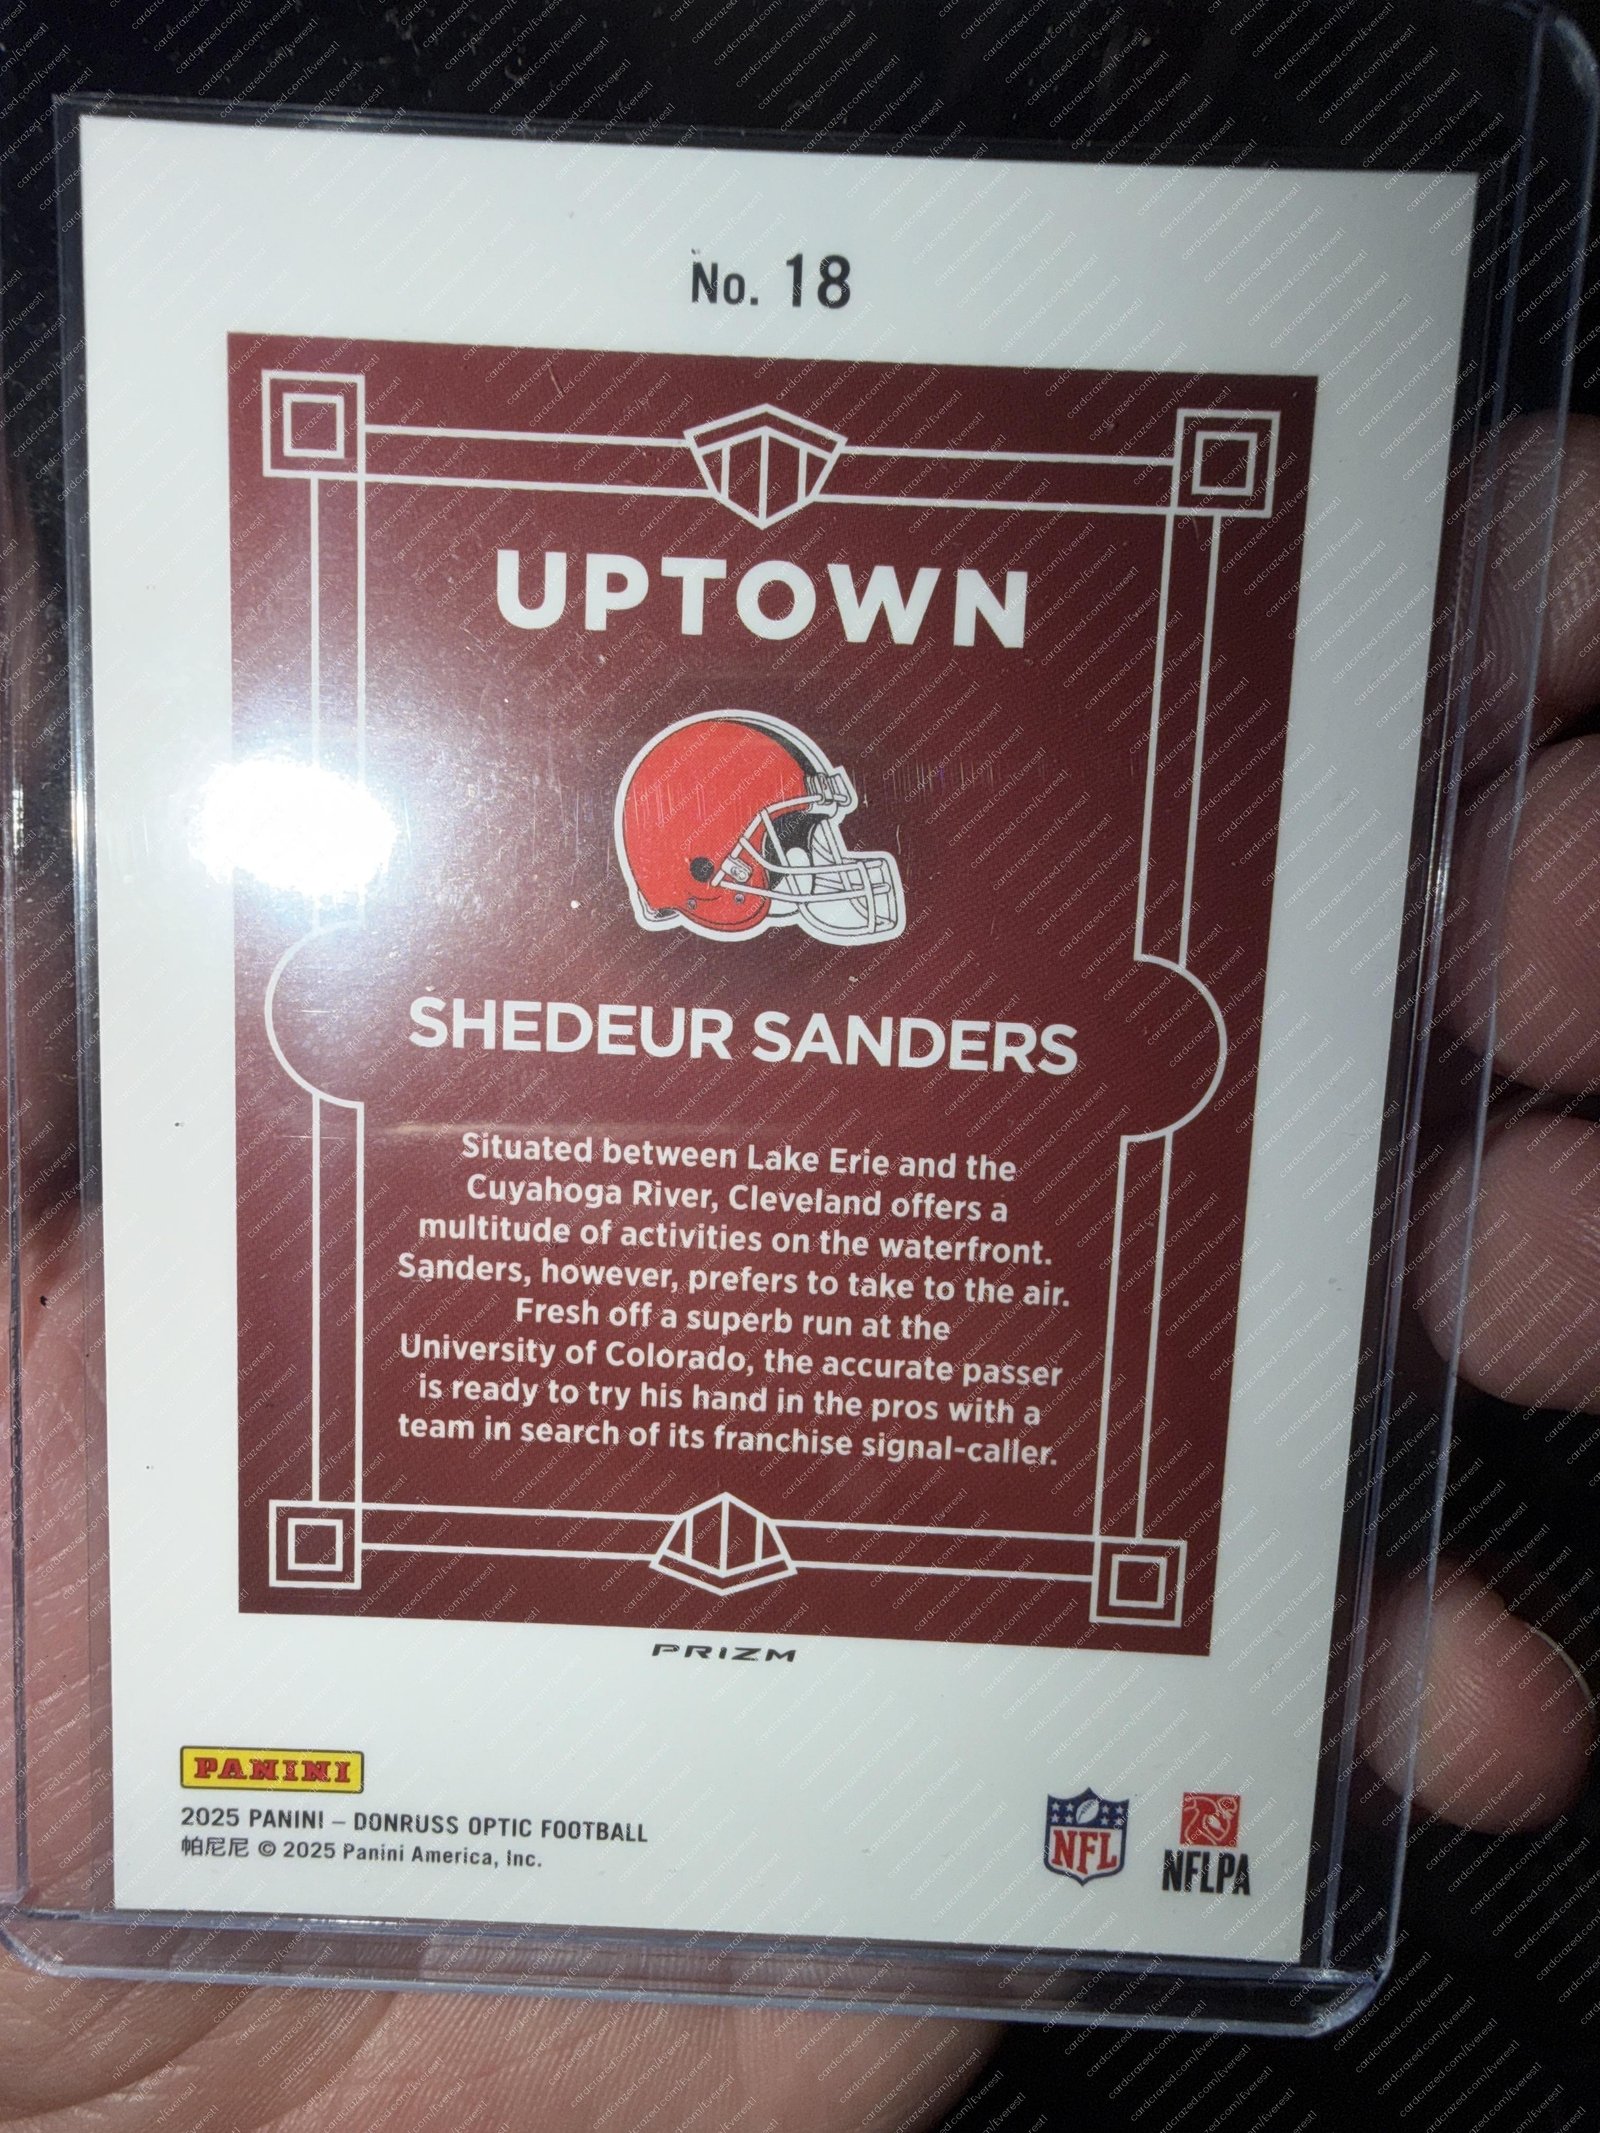 No. 18
UPTOWN
SHEDEUR SANDERS
Situated between Lake Erie and the
Cuyahoga River, Cleveland offers a
multitude of activities on the waterfront.
Sanders, however, prefers to take to the air.
Fresh off a superb run at the
University of Colorado, the accurate passer
is ready to try his hand in the pros with a
team in search of its franchise signal-caller.
PRIZM
PANINI
2025 PANINI – DONRUSS OPTIC FOOTBALL
帕尼尼 © 2025 Panini America, Inc.
NFL
NFLPA
cardcrazed.com/Everest1